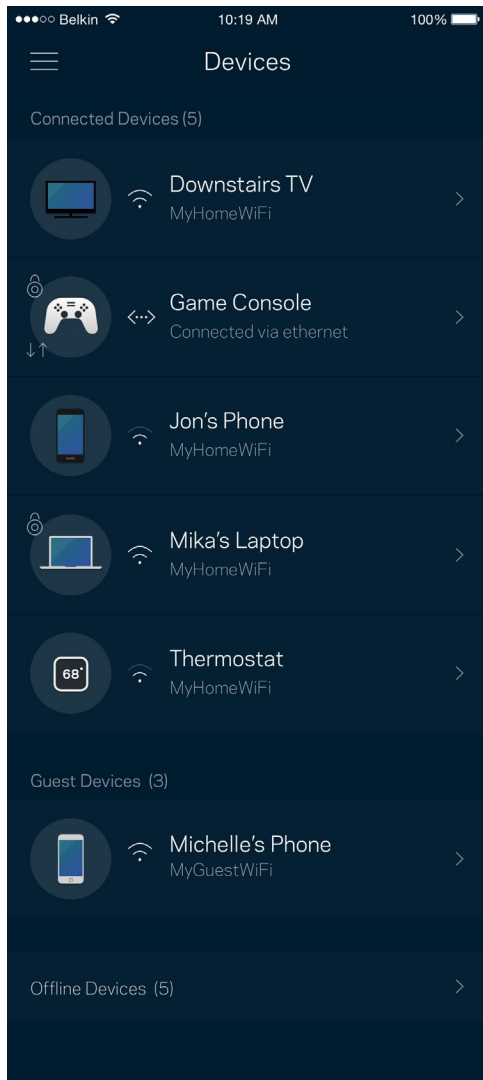 Belkin 10:19 AM 100%
Devices
Connected Devices (5)
Downstairs TV
MyHomeWiFi
Game Console
Connected via ethernet
Jon's Phone
MyHomeWiFi
Mika's Laptop
MyHomeWiFi
68°
Thermostat
MyHomeWiFi
Guest Devices (3)
Michelle's Phone
MyGuestWiFi
Offline Devices (5)